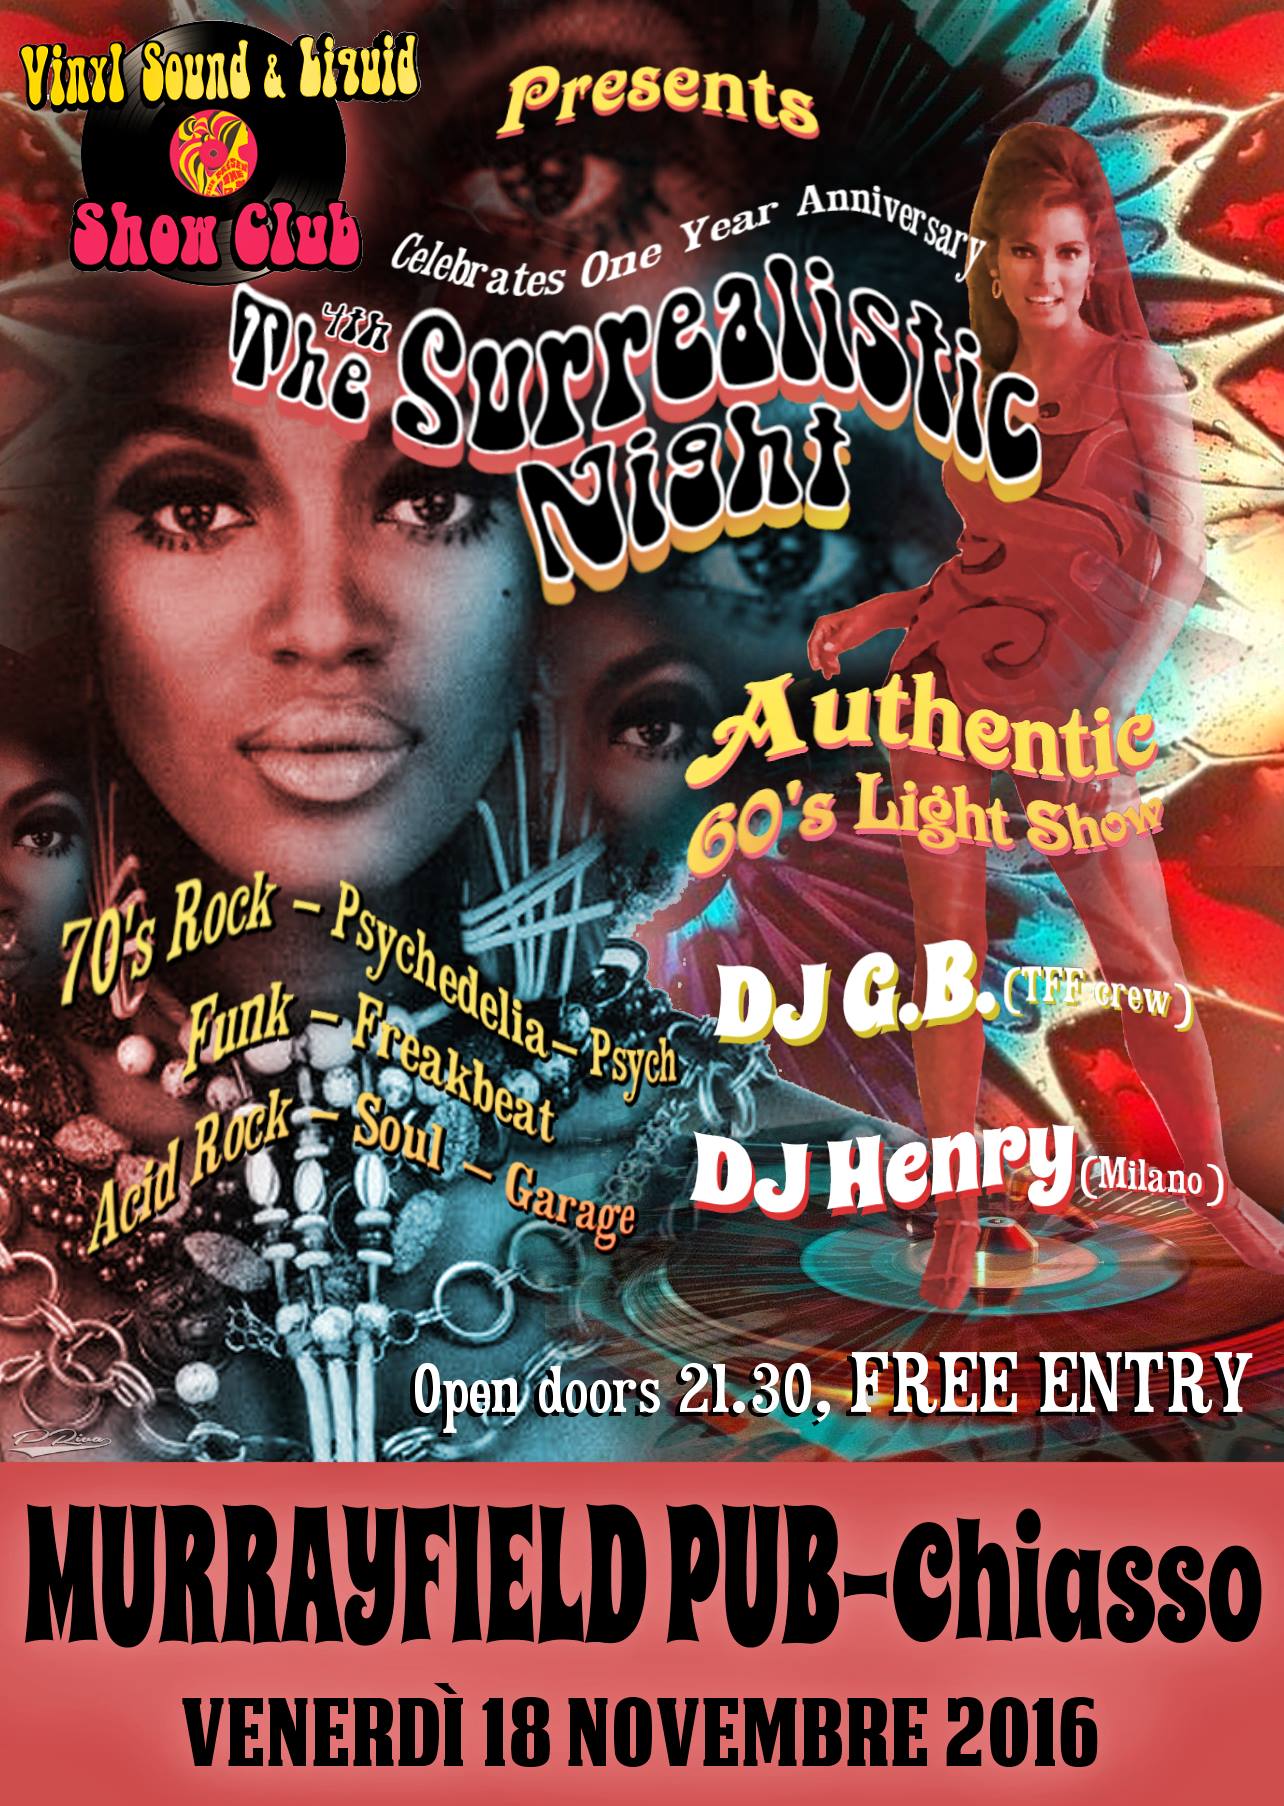 Vinyl Sound & Liquid
Show Club
Presents
Celebrates One Year Anniversary
4th
The Surrealistic
Night
Authentic
60's Light Show
70's Rock – Psychedelia – Psych
Funk – Freakbeat
Acid Rock – Soul – Garage
DJ G.B. (TFF crew)
DJ Henry (Milano)
Open doors 21.30, FREE ENTRY
D Riva
MURRAYFIELD PUB-Chiasso
VENERDÌ 18 NOVEMBRE 2016